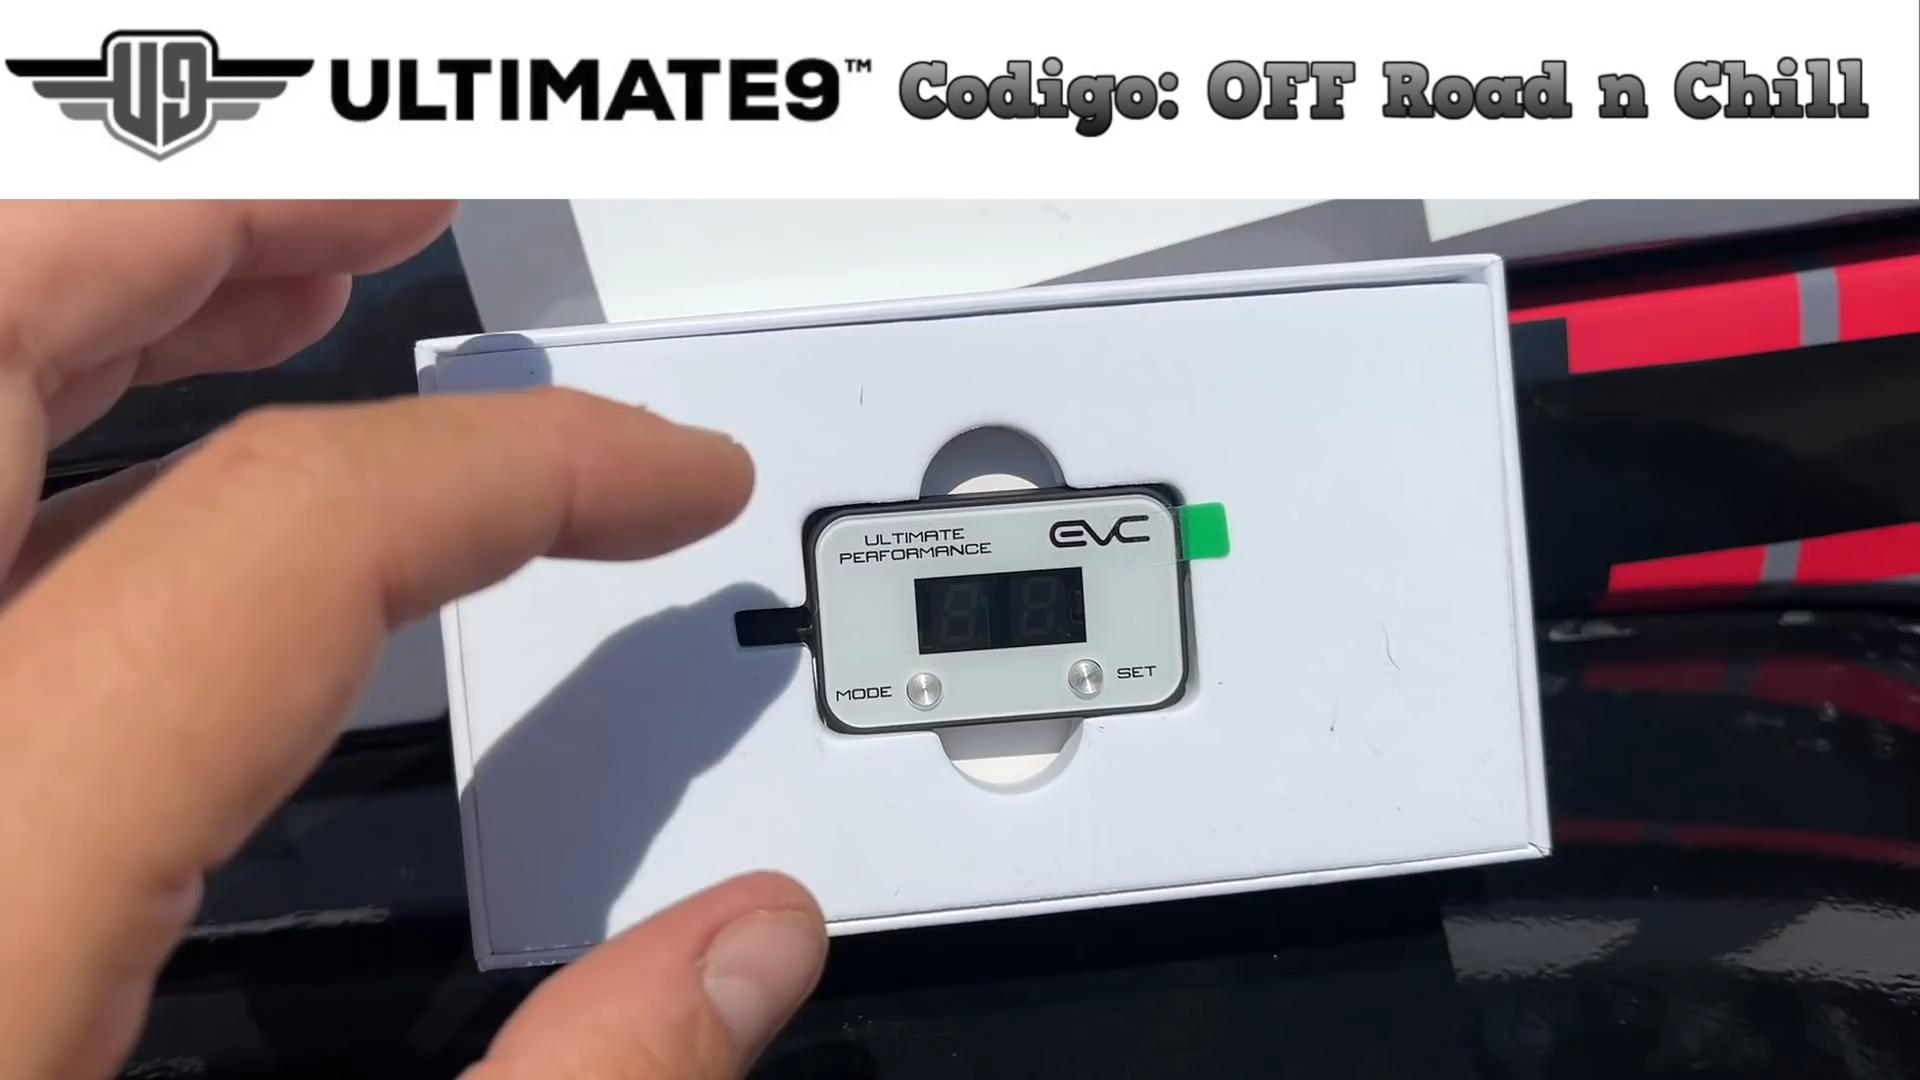 U9 ULTIMATE9™ Codigo: OFF Road n Chill
ULTIMATE
PERFORMANCE
EVC
MODE
SET